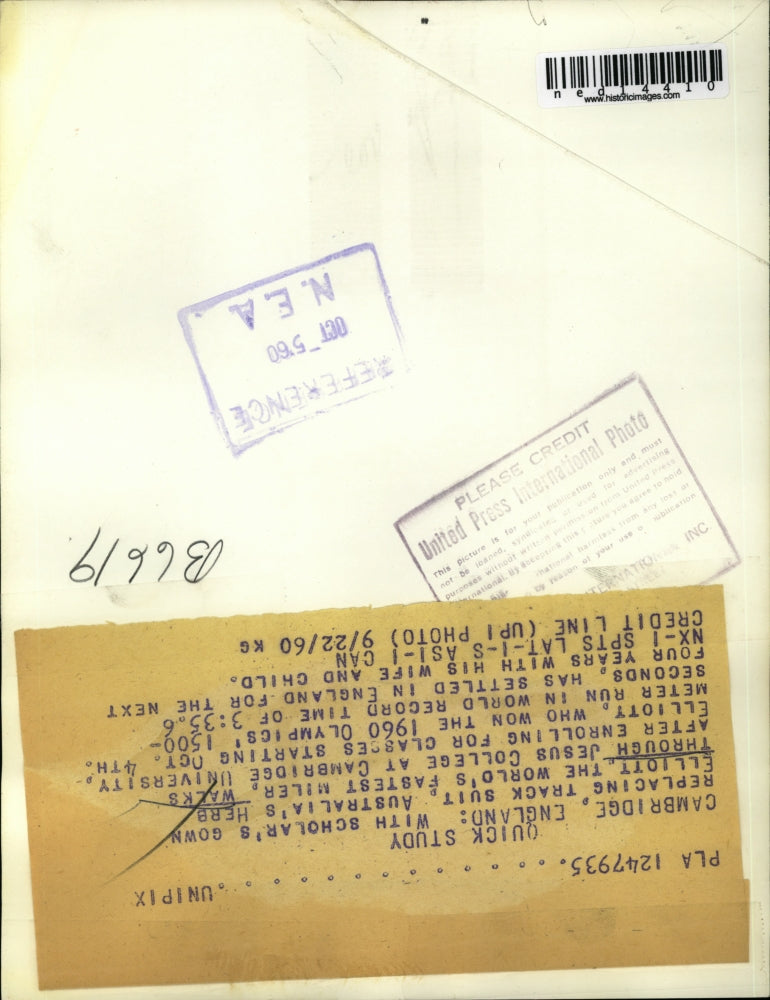 ned14410
www.historicimages.com
N.E.A.
OCT 5 '60
REFERENCE
PLEASE CREDIT
United Press International Photo
This picture is for your publication only and must
not be loaned, syndicated or used for advertising
purposes without written permission from United Press
International. By accepting this picture you agree to hold
harmless from any loss or
by reason of your use o publication
INTERNATIONAL INC
B6619
PLA 1247935. . . . . . . . . . . . . UNIPIX
QUICK STUDY
CAMBRIDGE, ENGLAND: WITH SCHOLAR'S GOWN
REPLACING TRACK SUIT, AUSTRALIA'S HERB
ELLIOTT, THE WORLD'S FASTEST MILER, WALKS
THROUGH JESUS COLLEGE AT CAMBRIDGE UNIVERSITY,
AFTER ENROLLING FOR CLASSES STARTING OCT. 4TH.
ELLIOTT, WHO WON THE 1960 OLYMPICS' 1500-
METER RUN IN WORLD RECORD TIME OF 3:35.6
SECONDS, HAS SETTLED IN ENGLAND FOR THE NEXT
FOUR YEARS WITH HIS WIFE AND CHILD.
NX-I SPTS LAT-I-S ASI-I CAN
CREDIT LINE (UPI PHOTO) 9/22/60 KG